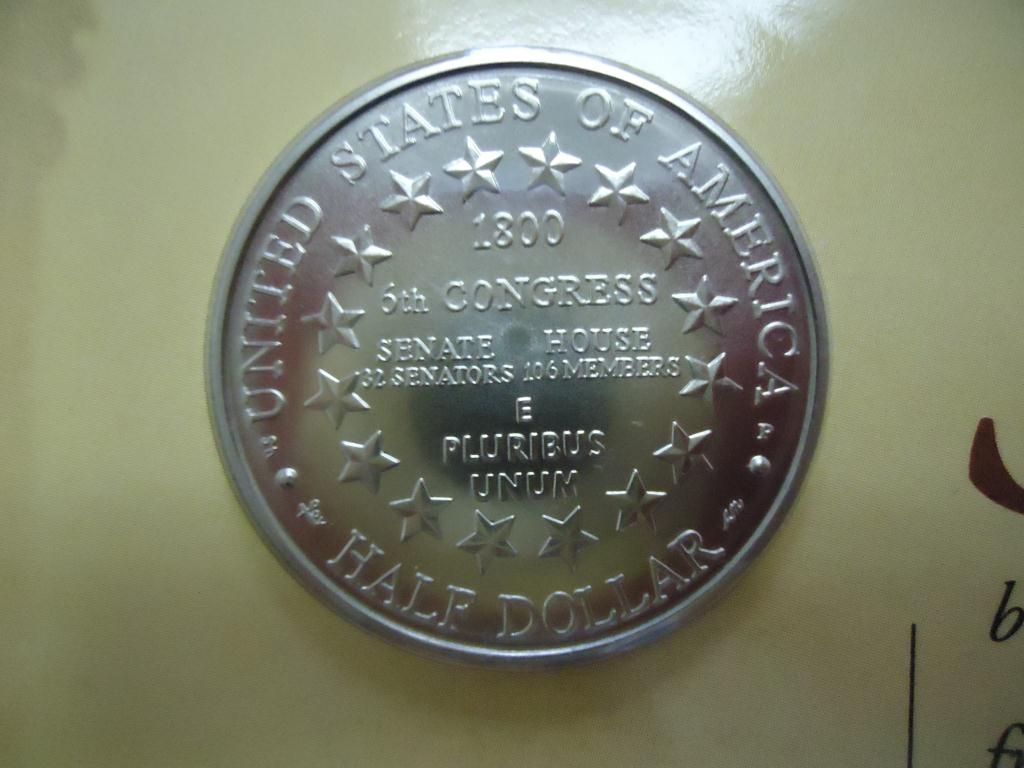 UNITED STATES OF AMERICA
1800
6th CONGRESS
SENATE HOUSE
32 SENATORS 106 MEMBERS
E
PLURIBUS
UNUM
P
HALF DOLLAR
b